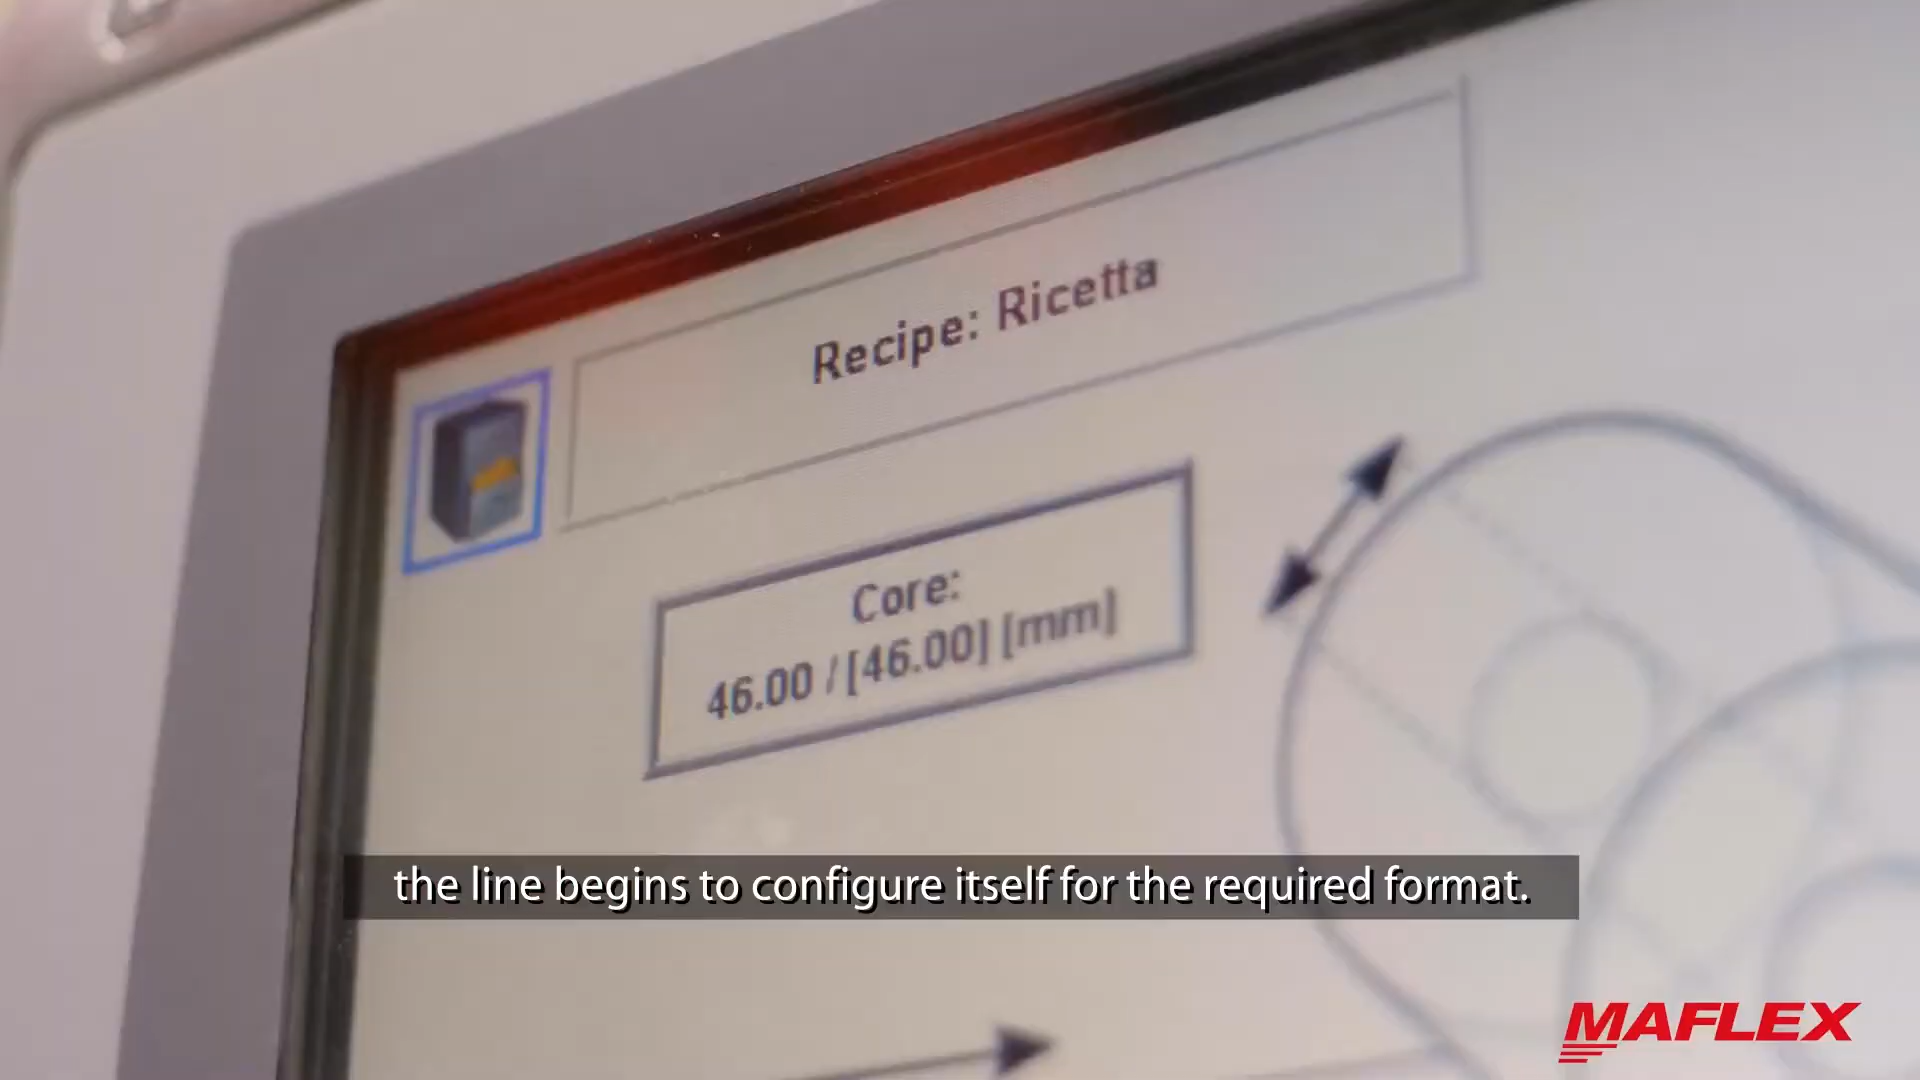 Recipe: Ricetta
Core:
46.00 / [46.00] [mm]
the line begins to configure itself for the required format.
MAFLEX